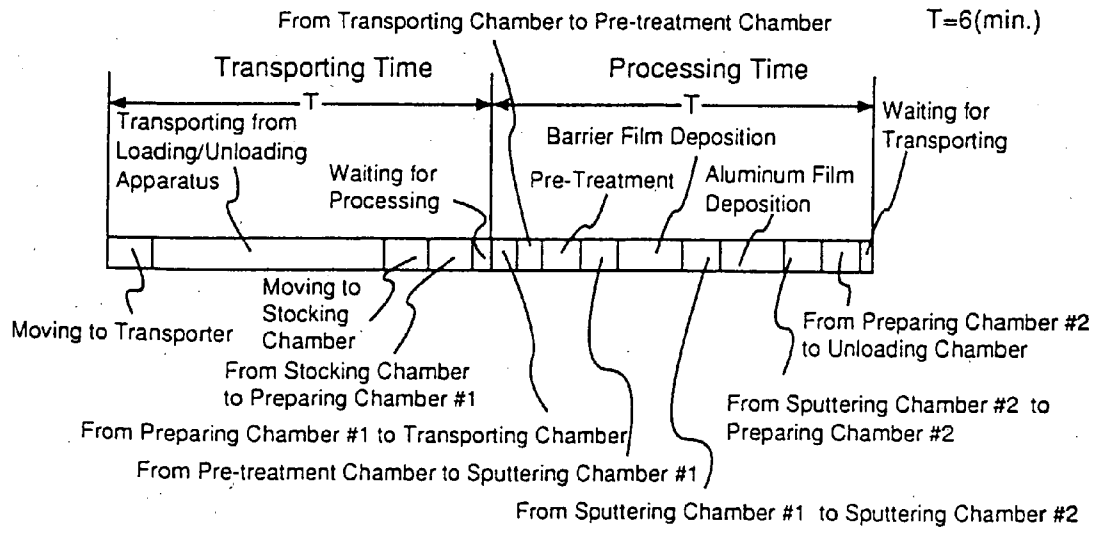 From Transporting Chamber to Pre-treatment Chamber
T=6(min.)
Transporting Time
Processing Time
T
T
Transporting from
Loading/Unloading
Apparatus
Waiting for
Processing
Barrier Film Deposition
Pre-Treatment
Aluminum Film
Deposition
Waiting for
Transporting
Moving to Transporter
Moving to
Stocking
Chamber
From Stocking Chamber
to Preparing Chamber #1
From Preparing Chamber #1 to Transporting Chamber
From Pre-treatment Chamber to Sputtering Chamber #1
From Sputtering Chamber #1 to Sputtering Chamber #2
From Sputtering Chamber #2 to
Preparing Chamber #2
From Preparing Chamber #2
to Unloading Chamber